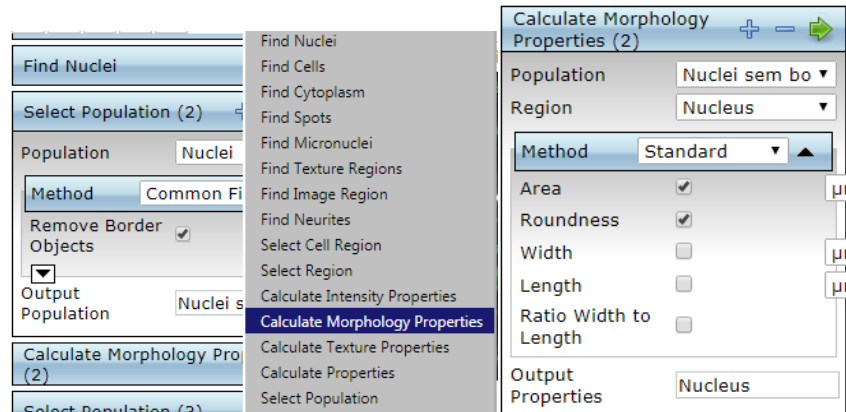 Find Nuclei
Select Population (2)
Population Nuclei
Method Common Fi
Remove Border
Objects
Output
Population Nuclei s
Calculate Morphology Pro
(2)
Select Population (3)
Find Nuclei
Find Cells
Find Cytoplasm
Find Spots
Find Micronuclei
Find Texture Regions
Find Image Region
Find Neurites
Select Cell Region
Select Region
Calculate Intensity Properties
Calculate Morphology Properties
Calculate Texture Properties
Calculate Properties
Select Population
Calculate Morphology
Properties (2)
Population Nuclei sem bo
Region Nucleus
Method Standard
Area µ
Roundness
Width µ
Length µ
Ratio Width to
Length
Output
Properties Nucleus